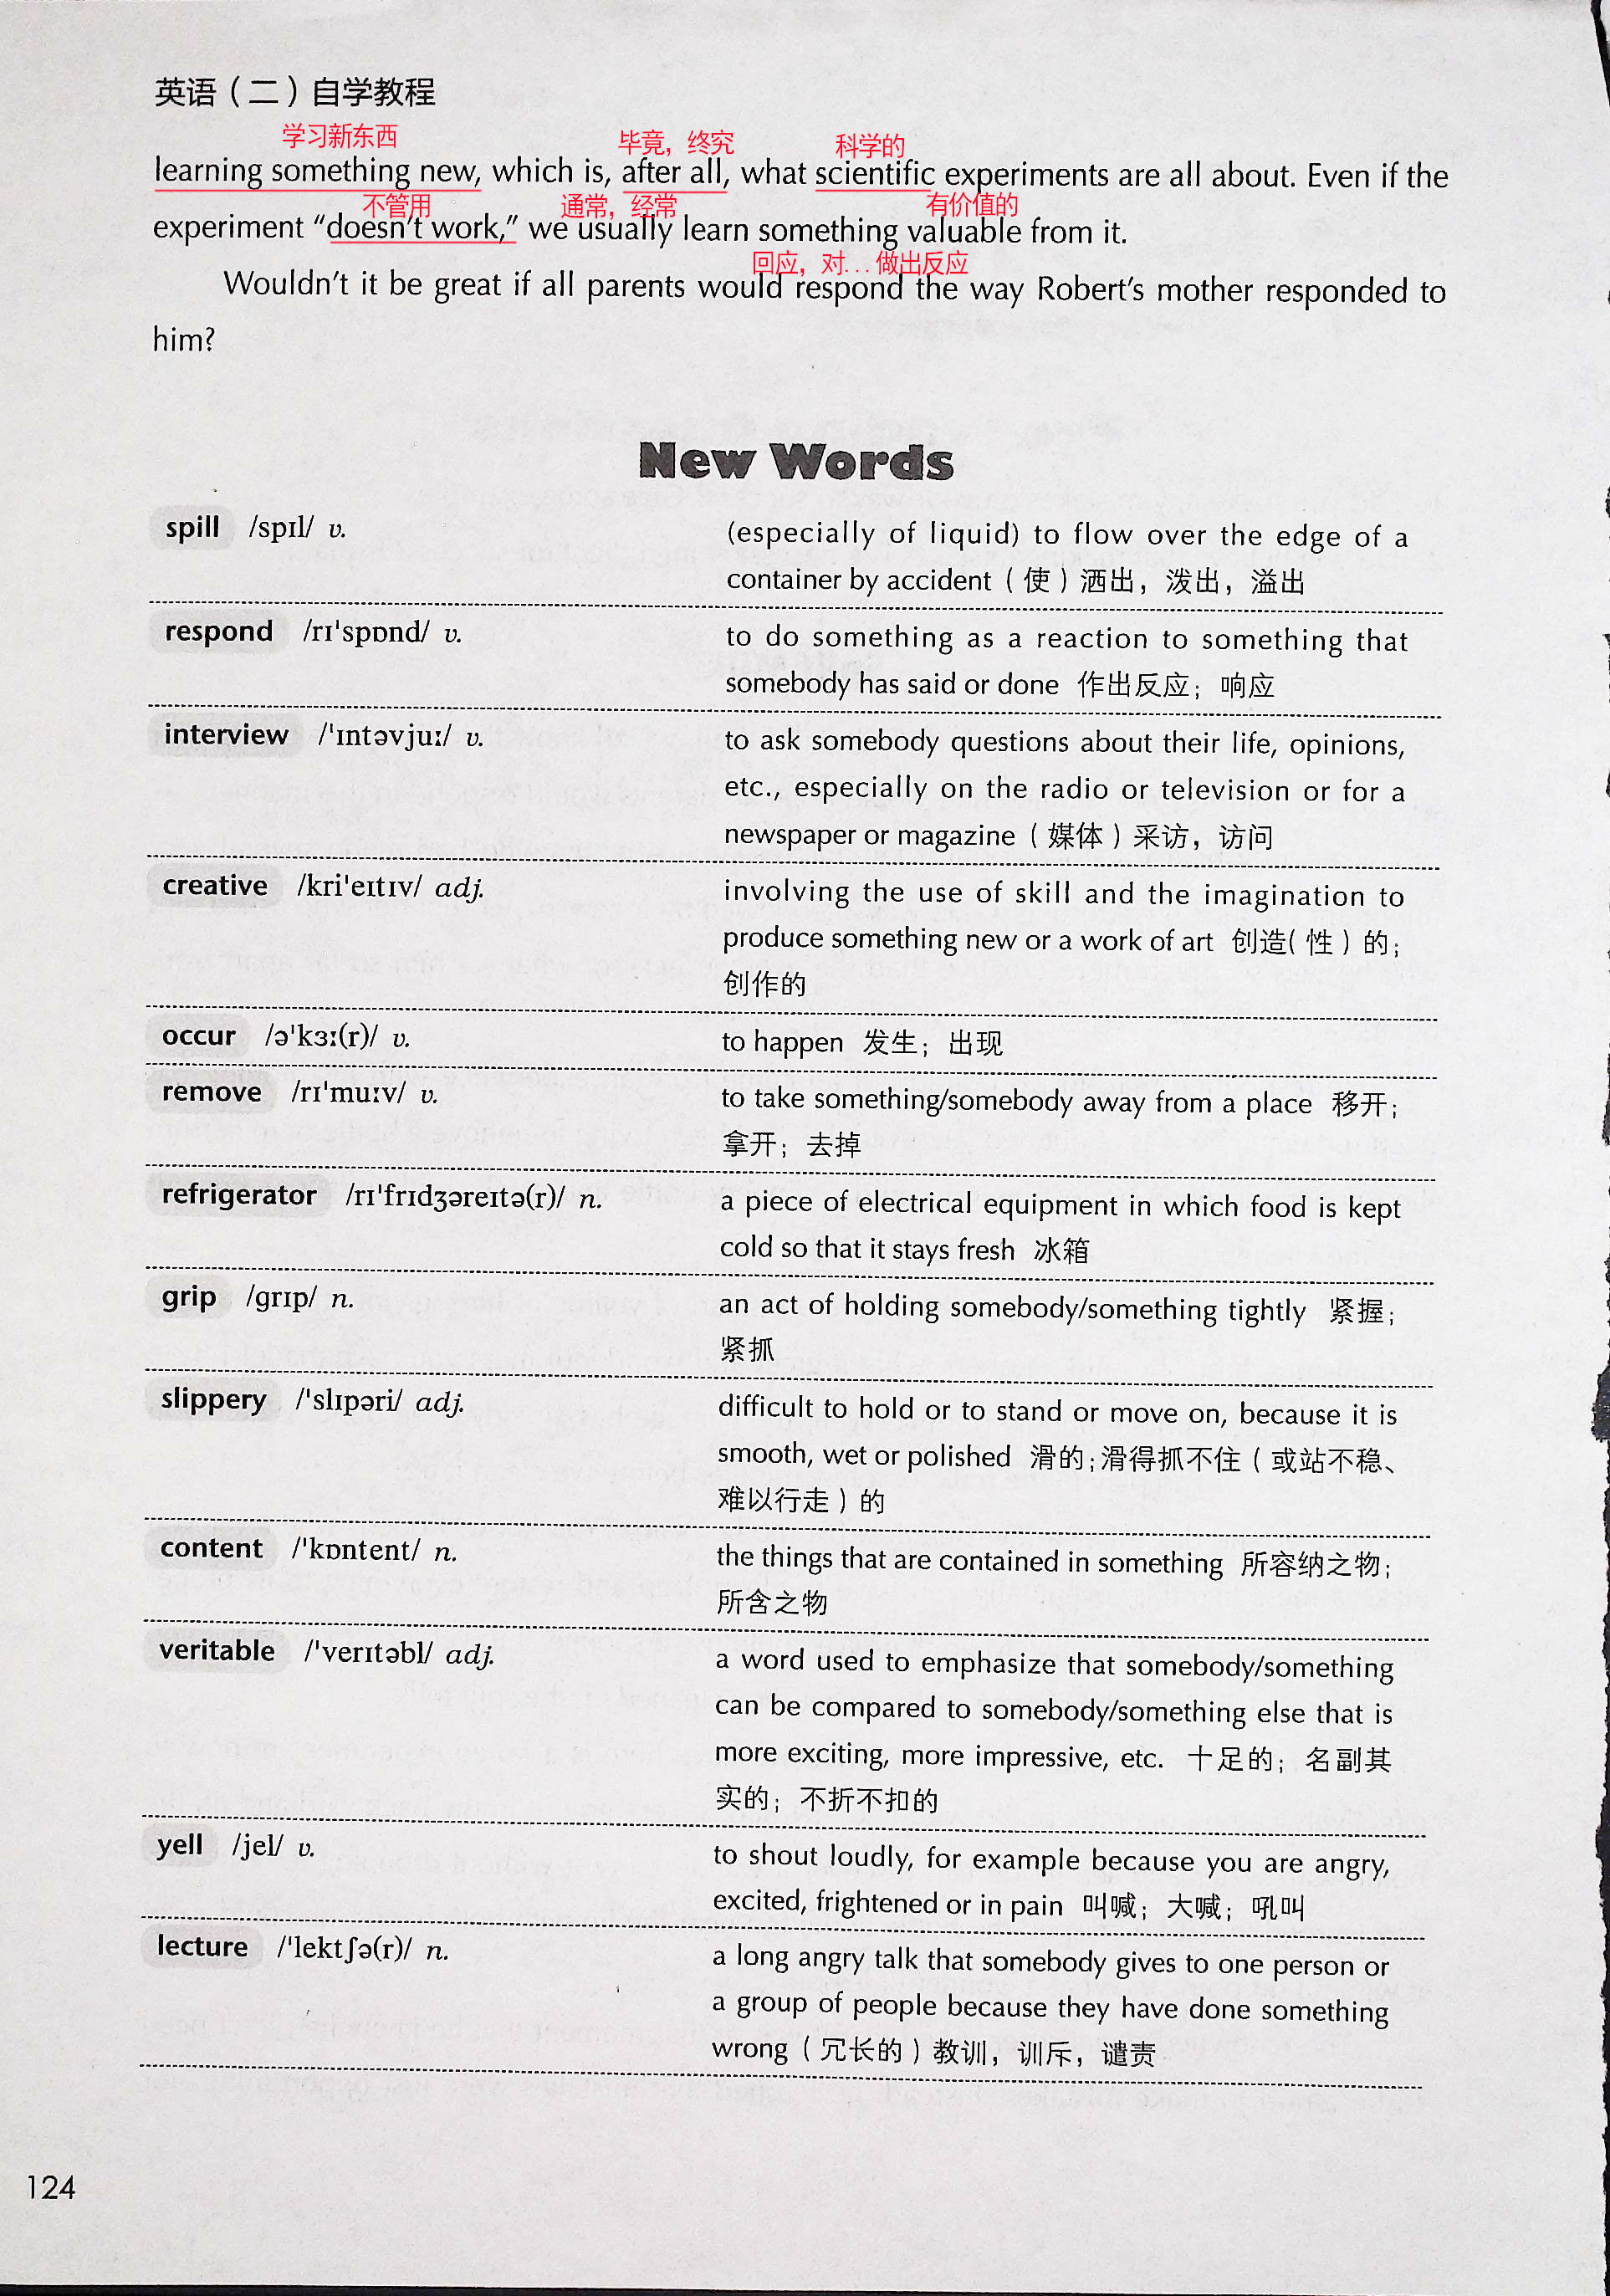 英语（二）自学教程
学习新东西 毕竟，终究 科学的
learning something new, which is, after all, what scientific experiments are all about. Even if the
不管用 通常，经常 有价值的
experiment “doesn’t work,” we usually learn something valuable from it.
回应，对...做出反应
Wouldn’t it be great if all parents would respond the way Robert’s mother responded to
him?
New Words
spill /spɪl/ v.
(especially of liquid) to flow over the edge of a
container by accident（使）洒出，泼出，溢出
respond /rɪˈspɒnd/ v.
to do something as a reaction to something that
somebody has said or done 作出反应；响应
interview /ˈɪntəvjuː/ v.
to ask somebody questions about their life, opinions,
etc., especially on the radio or television or for a
newspaper or magazine（媒体）采访，访问
creative /kriˈeɪtɪv/ adj.
involving the use of skill and the imagination to
produce something new or a work of art 创造(性）的；
创作的
occur /əˈkɜː(r)/ v.
to happen 发生；出现
remove /rɪˈmuːv/ v.
to take something/somebody away from a place 移开；
拿开；去掉
refrigerator /rɪˈfrɪdʒəreɪtə(r)/ n.
a piece of electrical equipment in which food is kept
cold so that it stays fresh 冰箱
grip /grɪp/ n.
an act of holding somebody/something tightly 紧握；
紧抓
slippery /ˈslɪpəri/ adj.
difficult to hold or to stand or move on, because it is
smooth, wet or polished 滑的；滑得抓不住（或站不稳、
难以行走）的
content /ˈkɒntent/ n.
the things that are contained in something 所容纳之物；
所含之物
veritable /ˈverɪtəbl/ adj.
a word used to emphasize that somebody/something
can be compared to somebody/something else that is
more exciting, more impressive, etc. 十足的；名副其
实的；不折不扣的
yell /jel/ v.
to shout loudly, for example because you are angry,
excited, frightened or in pain 叫喊；大喊；吼叫
lecture /ˈlektʃə(r)/ n.
a long angry talk that somebody gives to one person or
a group of people because they have done something
wrong（冗长的）教训，训斥，谴责
124